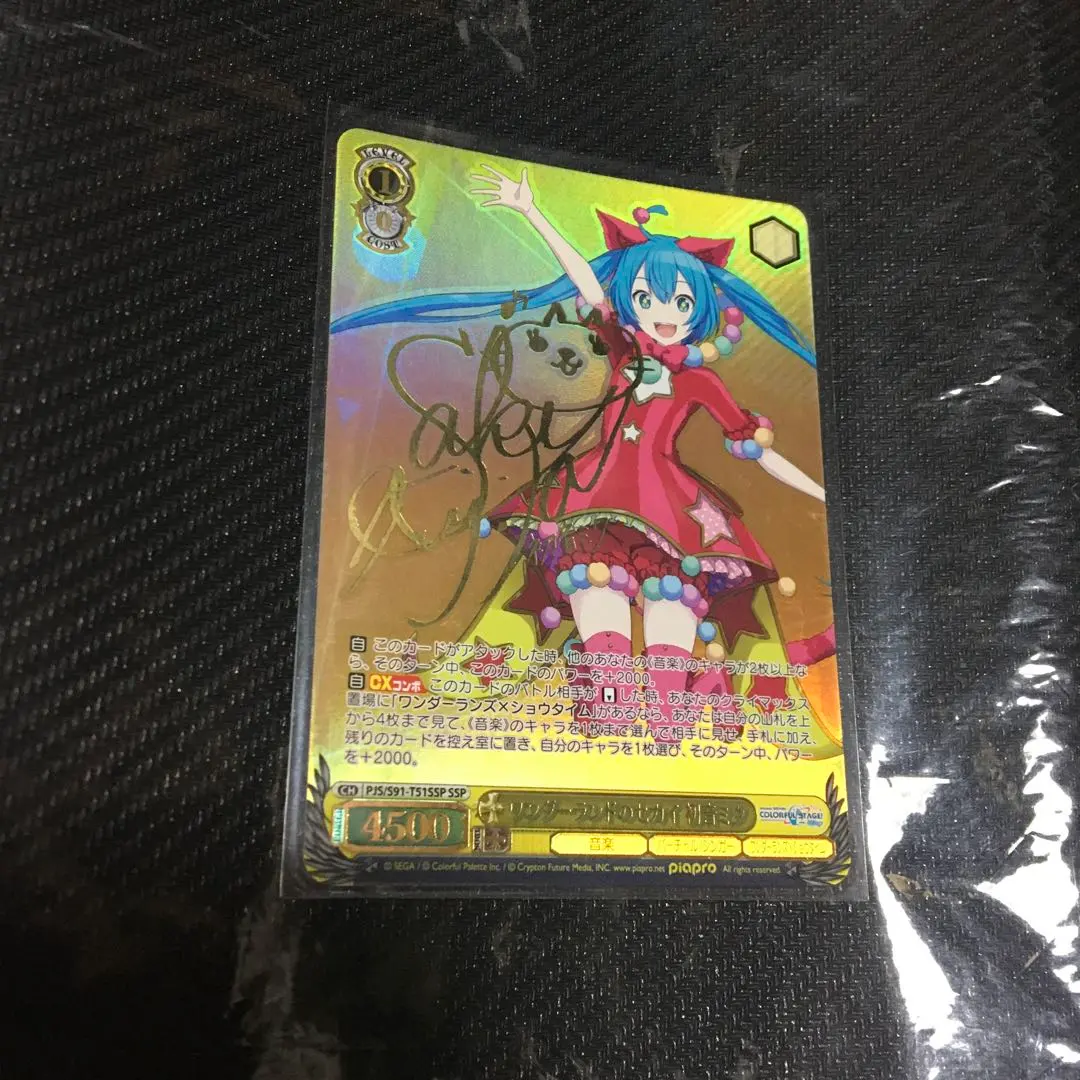 LEVEL
1
0
COST
自 このカードがアタックした時、他のあなたの《音楽》のキャラが2枚以上な
ら、そのターン中、このカードのパワーを+2000。
自 CXコンボ このカードのバトル相手が した時、あなたのクライマックス
置場に「ワンダーランズ×ショウタイム」があるなら、あなたは自分の山札を上
から4枚まで見て、《音楽》のキャラを1枚まで選んで相手に見せ、手札に加え、
残りのカードを控え室に置き、自分のキャラを1枚選び、そのターン中、パワー
を+2000。
CH PJS/S91-T51SSP SSP
4500
ワンダーランドのセカイ 初音ミク
COLORFUL STAGE!
音楽 バーチャル・シンガー ワンダーランズ×ショウタイム
© SEGA / © Colorful Palette Inc. / © Crypton Future Media, INC. www.piapro.net piapro All rights reserved.